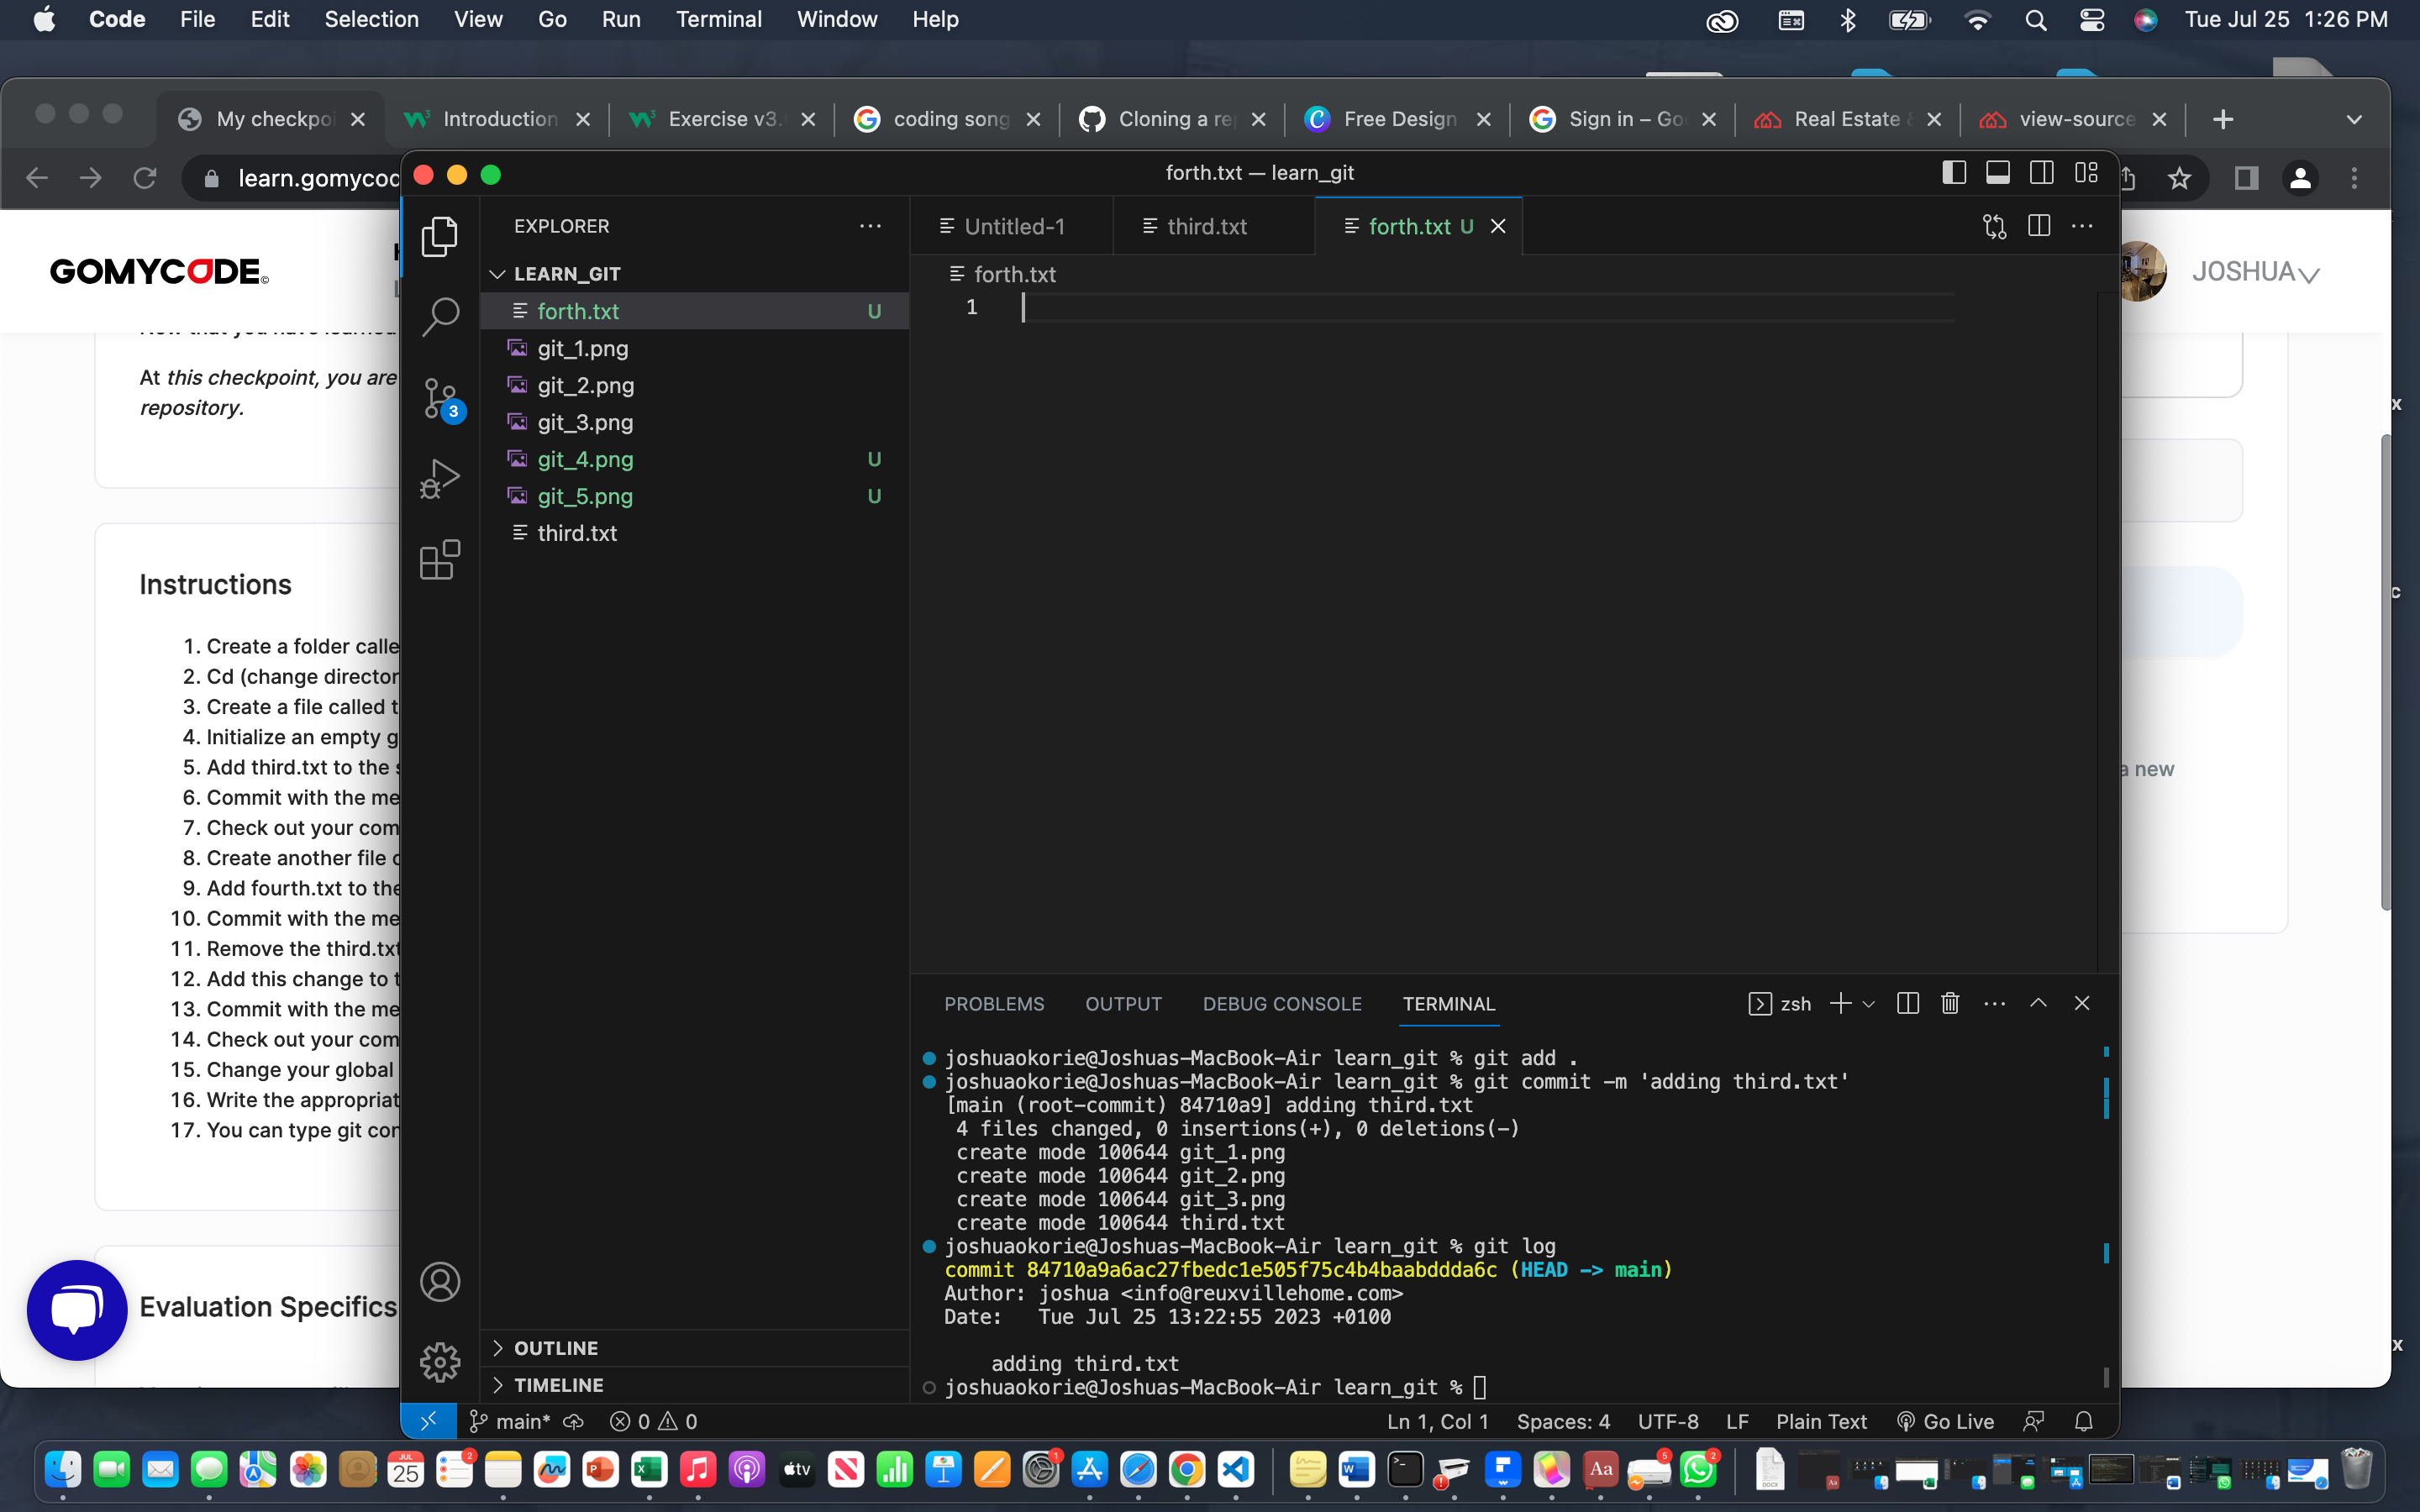 Code File Edit Selection View Go Run Terminal Window Help Tue Jul 25 1:26 PM
My checkpoi Introduction Exercise v3. coding song Cloning a re Free Design Sign in – Go Real Estate view-source
learn.gomycod
GOMYCODE
JOSHUA
At this checkpoint, you are
repository.
Instructions
1. Create a folder calle
2. Cd (change director
3. Create a file called t
4. Initialize an empty g
5. Add third.txt to the s
6. Commit with the me
7. Check out your com
8. Create another file c
9. Add fourth.txt to the
10. Commit with the me
11. Remove the third.txt
12. Add this change to t
13. Commit with the me
14. Check out your com
15. Change your global
16. Write the appropriat
17. You can type git con
Evaluation Specifics
a new
forth.txt — learn_git
EXPLORER
LEARN_GIT
forth.txt U
git_1.png
git_2.png
git_3.png
git_4.png U
git_5.png U
third.txt
3
OUTLINE
TIMELINE
Untitled-1 third.txt forth.txt U
forth.txt
1
PROBLEMS OUTPUT DEBUG CONSOLE TERMINAL zsh
joshuaokorie@Joshuas-MacBook-Air learn_git % git add .
joshuaokorie@Joshuas-MacBook-Air learn_git % git commit -m 'adding third.txt'
[main (root-commit) 84710a9] adding third.txt
4 files changed, 0 insertions(+), 0 deletions(-)
create mode 100644 git_1.png
create mode 100644 git_2.png
create mode 100644 git_3.png
create mode 100644 third.txt
joshuaokorie@Joshuas-MacBook-Air learn_git % git log
commit 84710a9a6ac27fbedc1e505f75c4b4baabddda6c (HEAD -> main)
Author: joshua <info@reuxvillehome.com>
Date: Tue Jul 25 13:22:55 2023 +0100
adding third.txt
joshuaokorie@Joshuas-MacBook-Air learn_git %
main* 0 0 Ln 1, Col 1 Spaces: 4 UTF-8 LF Plain Text Go Live
JUL
25 2 tv 1 Aa 5 2